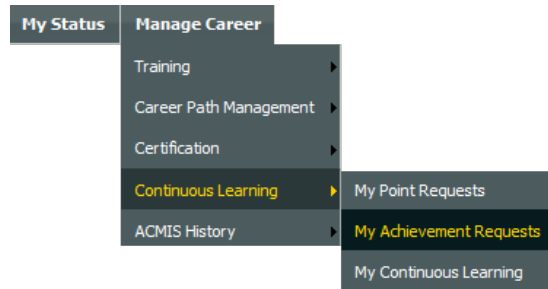 My Status
Manage Career
Training
Career Path Management
Certification
Continuous Learning
ACMIS History
My Point Requests
My Achievement Requests
My Continuous Learning